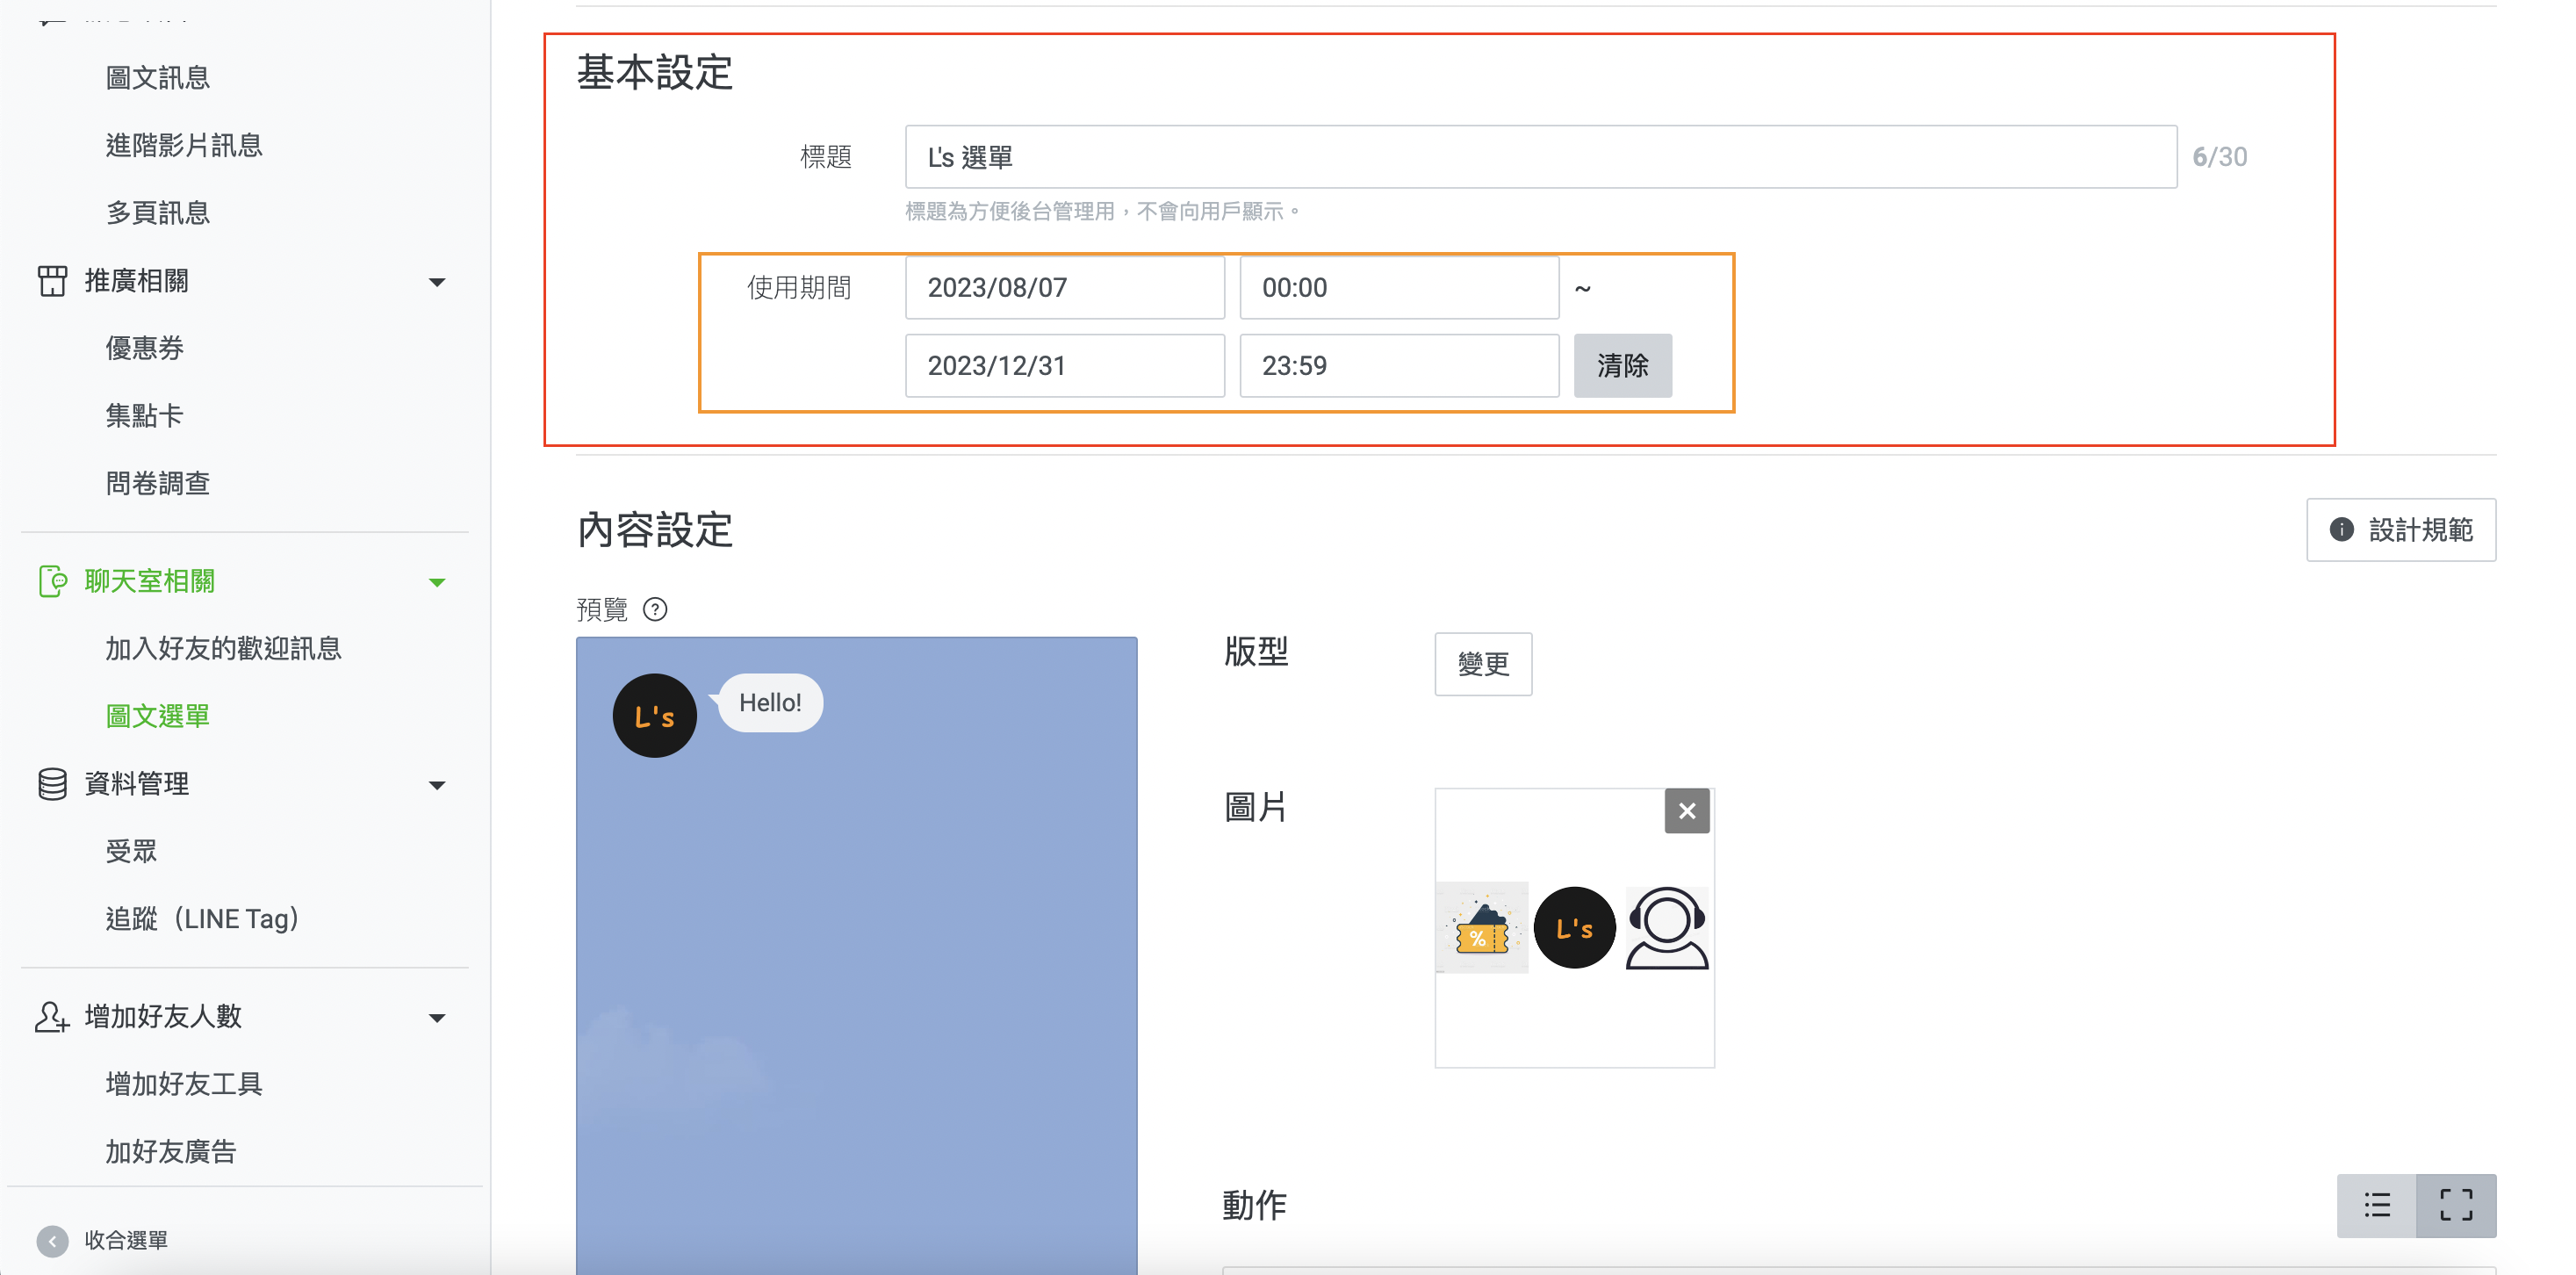 圖文訊息
進階影片訊息
多頁訊息
推廣相關
優惠券
集點卡
問卷調查
聊天室相關
加入好友的歡迎訊息
圖文選單
資料管理
受眾
追蹤（LINE Tag）
增加好友人數
增加好友工具
加好友廣告
收合選單
基本設定
標題
L's 選單
6/30
標題為方便後台管理用，不會向用戶顯示。
使用期間
2023/08/07
00:00
~
2023/12/31
23:59
清除
內容設定
設計規範
預覽
L's
Hello!
版型
變更
圖片
%
L's
動作